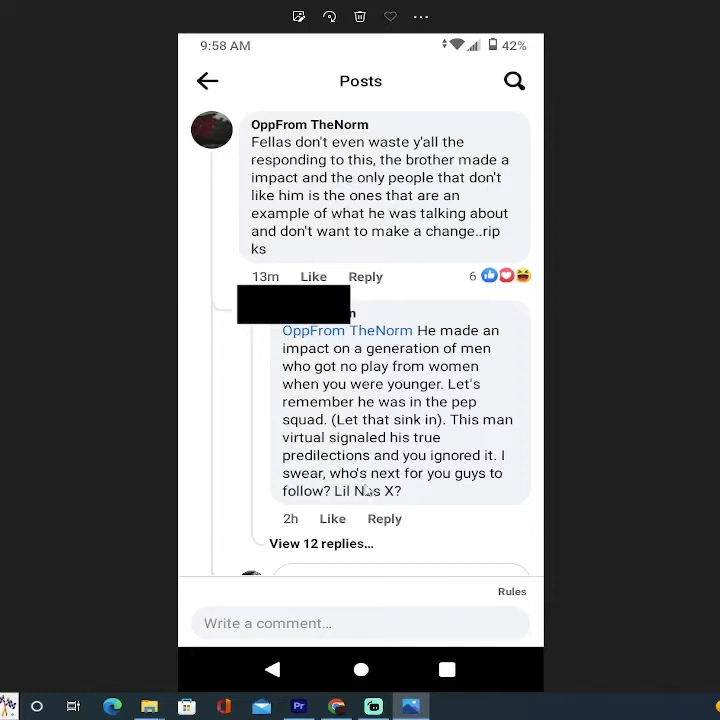 9:58 AM 42%
Posts
OppFrom TheNorm
Fellas don't even waste y'all the
responding to this, the brother made a
impact and the only people that don't
like him is the ones that are an
example of what he was talking about
and don't want to make a change..rip
ks
13m Like Reply 6
n
OppFrom TheNorm He made an
impact on a generation of men
who got no play from women
when you were younger. Let's
remember he was in the pep
squad. (Let that sink in). This man
virtual signaled his true
predilections and you ignored it. I
swear, who's next for you guys to
follow? Lil Nas X?
2h Like Reply
View 12 replies...
Rules
Write a comment...
Pr